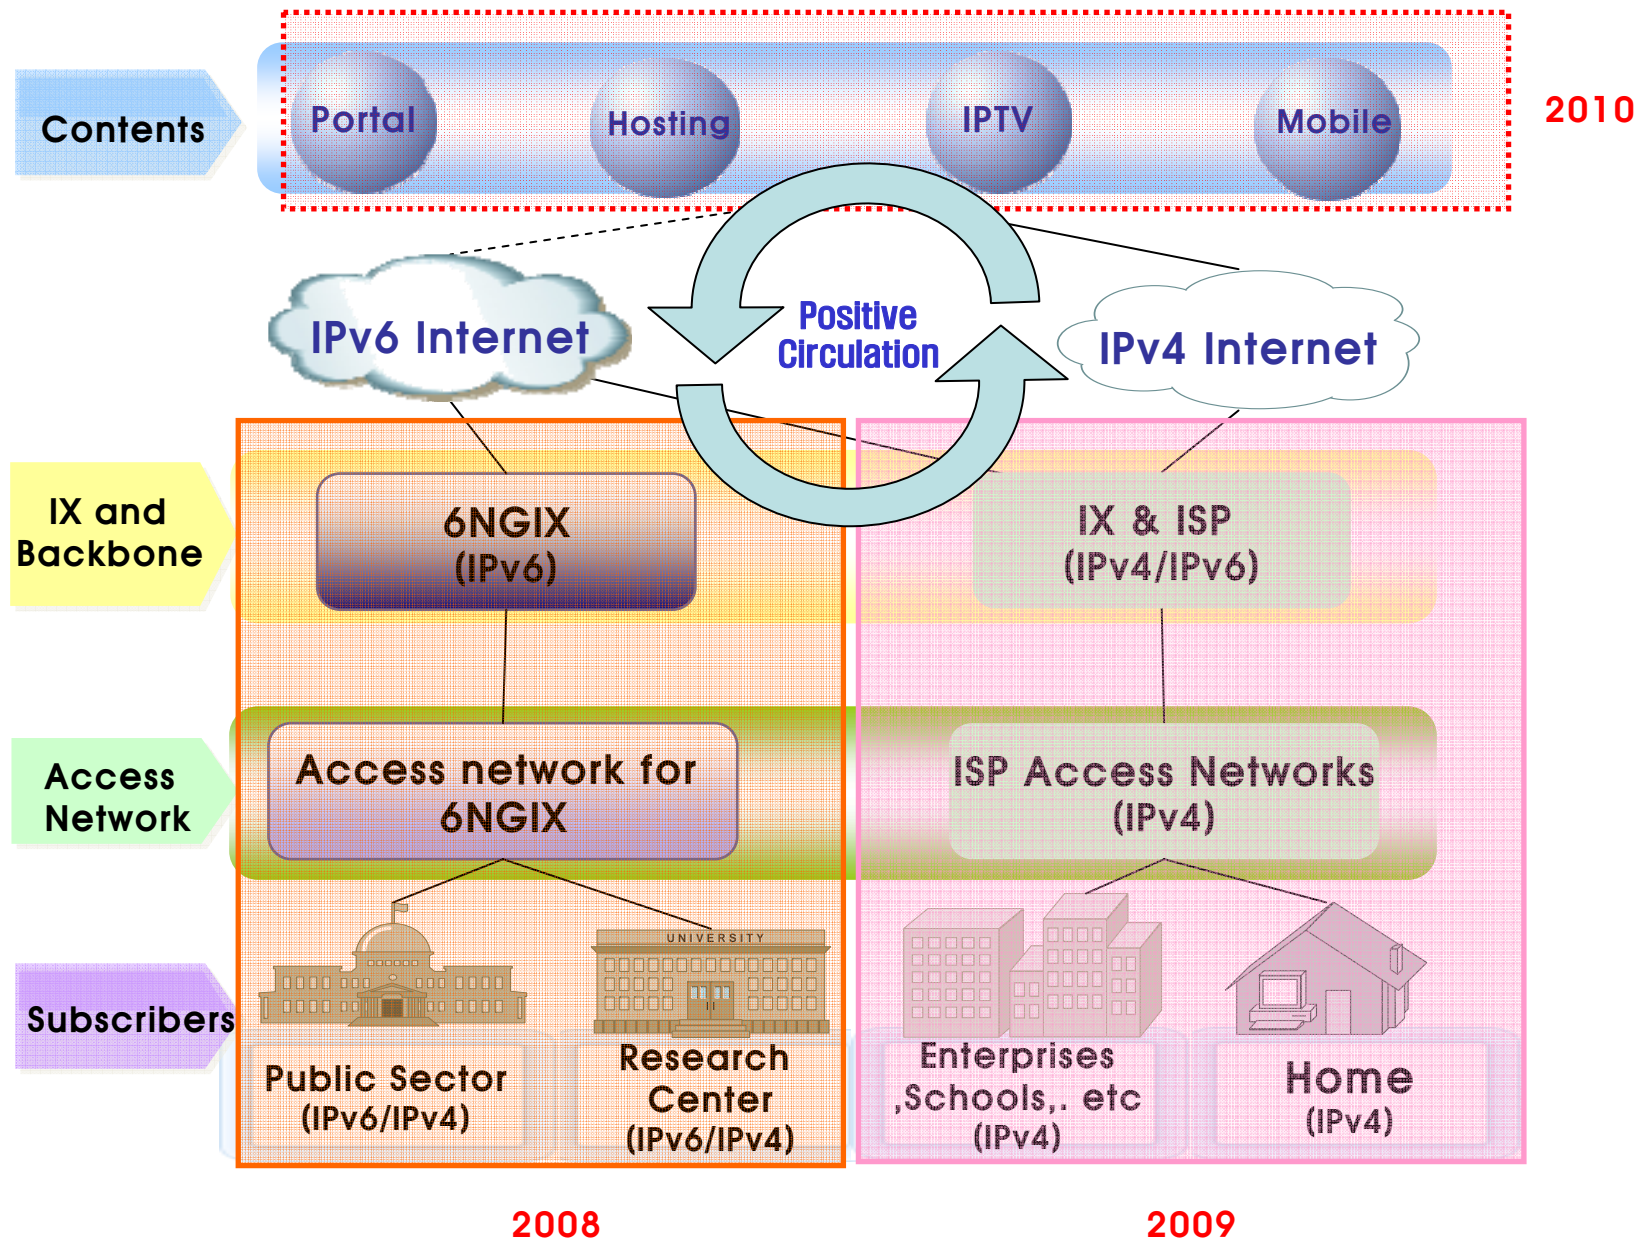 Contents
Portal
Hosting
IPTV
Mobile
2010
IPv6 Internet
Positive
Circulation
IPv4 Internet
IX and
Backbone
6NGIX
(IPv6)
IX & ISP
(IPv4/IPv6)
Access
Network
Access network for
6NGIX
ISP Access Networks
(IPv4)
Subscribers
UNIVERSITY
Public Sector
(IPv6/IPv4)
Research
Center
(IPv6/IPv4)
Enterprises
,Schools,. etc
(IPv4)
Home
(IPv4)
2008
2009